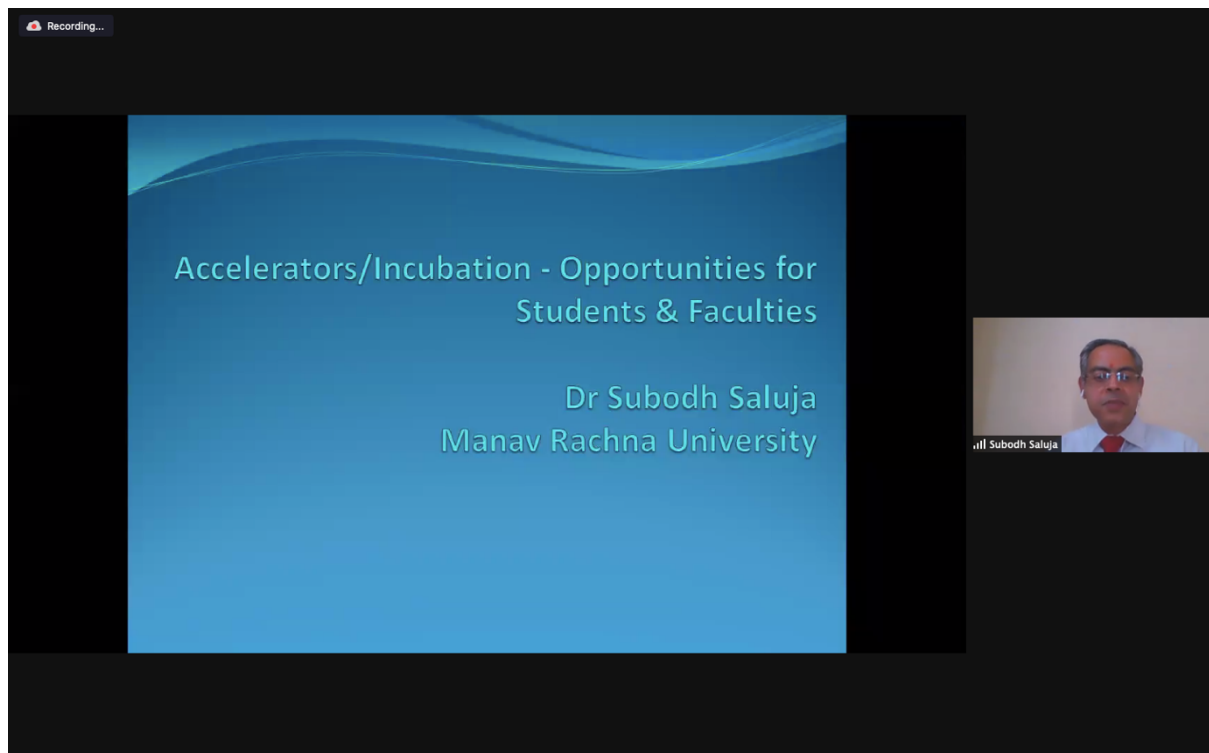 Recording...
Accelerators/Incubation - Opportunities for
Students & Faculties
Dr Subodh Saluja
Manav Rachna University
Subodh Saluja